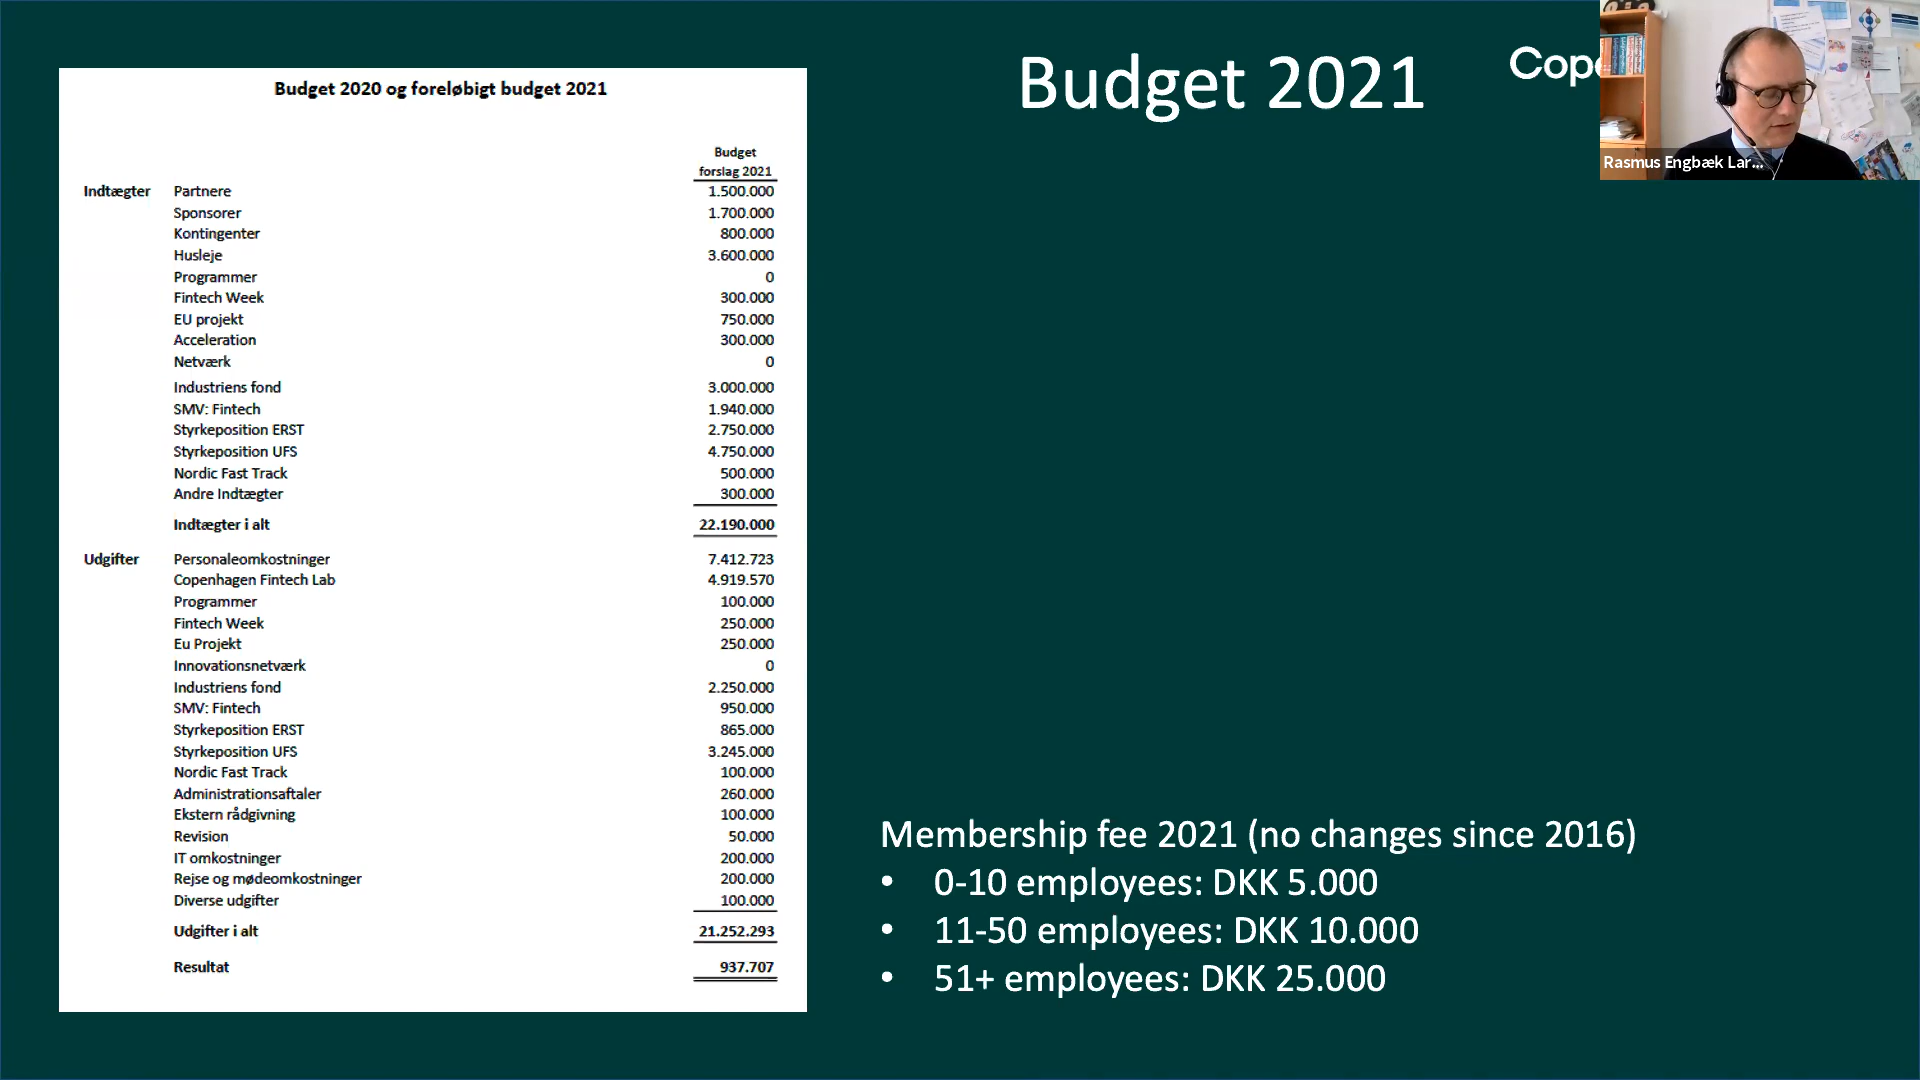 Budget 2021
Cope
Rasmus Engbæk Lar...
Budget 2020 og foreløbigt budget 2021
Budget
forslag 2021
Indtægter Partnere 1.500.000
Sponsorer 1.700.000
Kontingenter 800.000
Husleje 3.600.000
Programmer 0
Fintech Week 300.000
EU projekt 750.000
Acceleration 300.000
Netværk 0
Industriens fond 3.000.000
SMV: Fintech 1.940.000
Styrkeposition ERST 2.750.000
Styrkeposition UFS 4.750.000
Nordic Fast Track 500.000
Andre Indtægter 300.000
Indtægter i alt 22.190.000
Udgifter Personaleomkostninger 7.412.723
Copenhagen Fintech Lab 4.919.570
Programmer 100.000
Fintech Week 250.000
Eu Projekt 250.000
Innovationsnetværk 0
Industriens fond 2.250.000
SMV: Fintech 950.000
Styrkeposition ERST 865.000
Styrkeposition UFS 3.245.000
Nordic Fast Track 100.000
Administrationsaftaler 260.000
Ekstern rådgivning 100.000
Revision 50.000
IT omkostninger 200.000
Rejse og mødeomkostninger 200.000
Diverse udgifter 100.000
Udgifter i alt 21.252.293
Resultat 937.707
Membership fee 2021 (no changes since 2016)
• 0-10 employees: DKK 5.000
• 11-50 employees: DKK 10.000
• 51+ employees: DKK 25.000